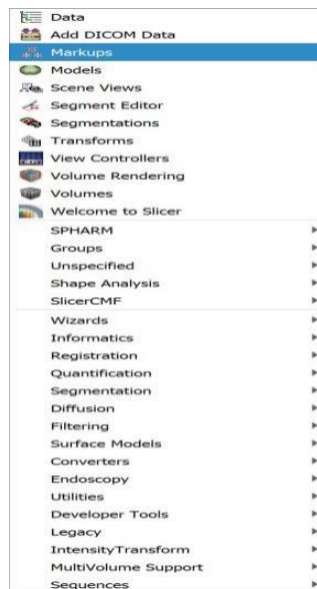 Data
Add DICOM Data
Markups
Models
Scene Views
Segment Editor
Segmentations
Transforms
View Controllers
Volume Rendering
Volumes
Welcome to Slicer
SPHARM
Groups
Unspecified
Shape Analysis
SlicerCMF
Wizards
Informatics
Registration
Quantification
Segmentation
Diffusion
Filtering
Surface Models
Converters
Endoscopy
Utilities
Developer Tools
Legacy
IntensityTransform
MultiVolume Support
Sequences